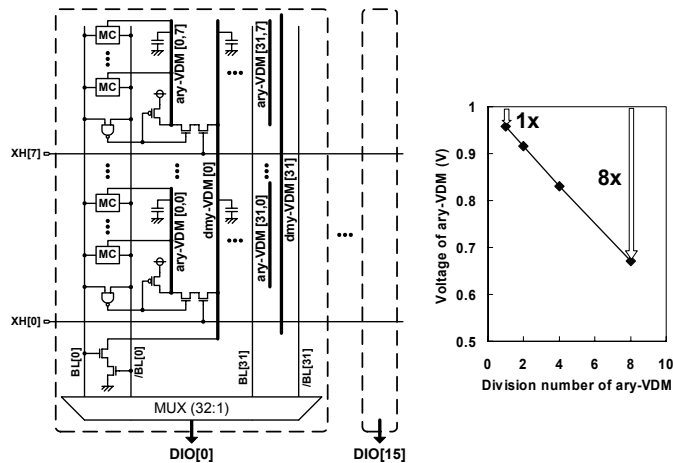 MC
ary-VDM [0,7]
ary-VDM [31,7]
MC
XH[7]
dmy-VDM [0]
dmy-VDM [31]
MC
ary-VDM [0,0]
ary-VDM [31,0]
MC
XH[0]
BL[0]
/BL[0]
BL[31]
/BL[31]
MUX (32:1)
DIO[0]
DIO[15]
1x
8x
Voltage of ary-VDM (V)
1
0.9
0.8
0.7
0.6
0.5
0 2 4 6 8 10
Division number of ary-VDM